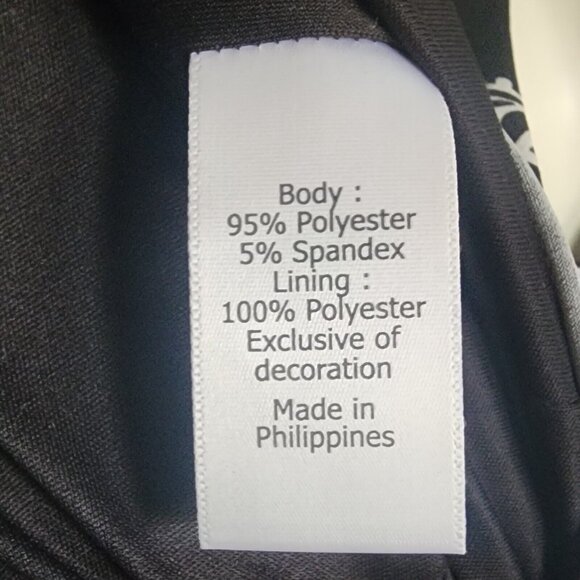 Body :
95% Polyester
5% Spandex
Lining :
100% Polyester
Exclusive of
decoration
Made in
Philippines